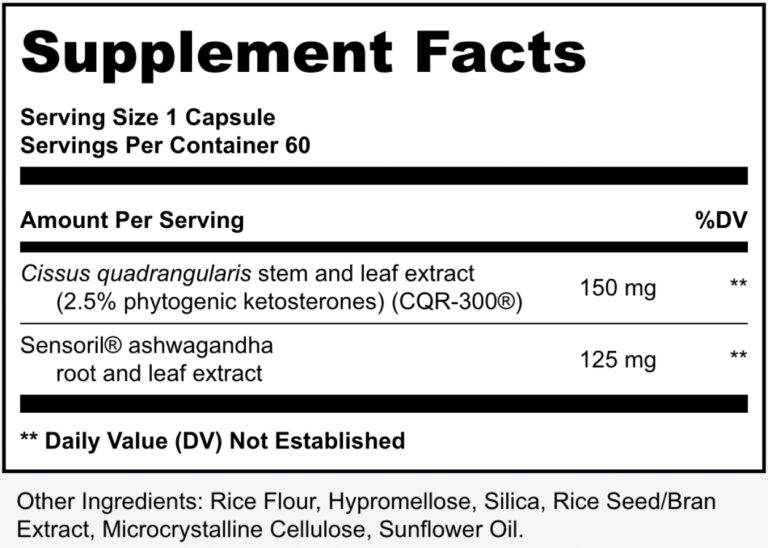 Supplement Facts
Serving Size 1 Capsule
Servings Per Container 60
Amount Per Serving %DV
Cissus quadrangularis stem and leaf extract
(2.5% phytogenic ketosterones) (CQR-300®) 150 mg **
Sensoril® ashwagandha
root and leaf extract 125 mg **
** Daily Value (DV) Not Established
Other Ingredients: Rice Flour, Hypromellose, Silica, Rice Seed/Bran
Extract, Microcrystalline Cellulose, Sunflower Oil.